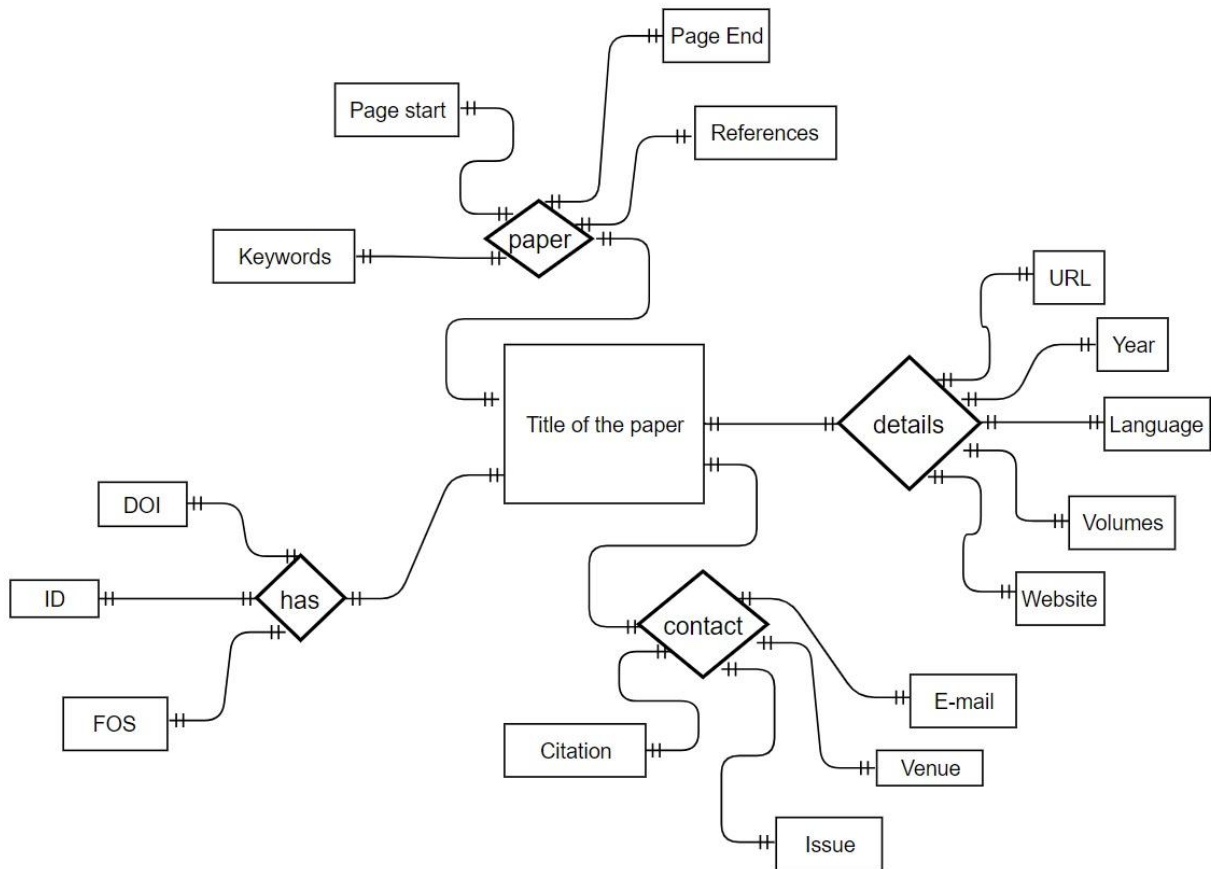 Page End
Page start
References
paper
Keywords
URL
Year
Title of the paper
details
Language
DOI
Volumes
ID
has
Website
contact
E-mail
FOS
Citation
Venue
Issue